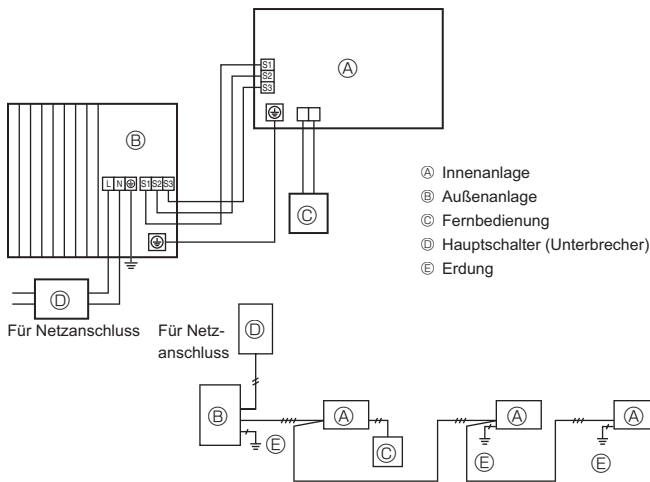 S1
S2
S3
Ⓐ
Ⓑ
L N S1 S2 S3
Ⓒ
Ⓐ Innenanlage
Ⓑ Außenanlage
Ⓒ Fernbedienung
Ⓓ Hauptschalter (Unterbrecher)
Ⓔ Erdung
Ⓓ
Für Netzanschluss
Für Netz-
anschluss
Ⓓ
Ⓑ
Ⓔ
Ⓐ
Ⓒ
Ⓐ
Ⓔ
Ⓐ
Ⓔ